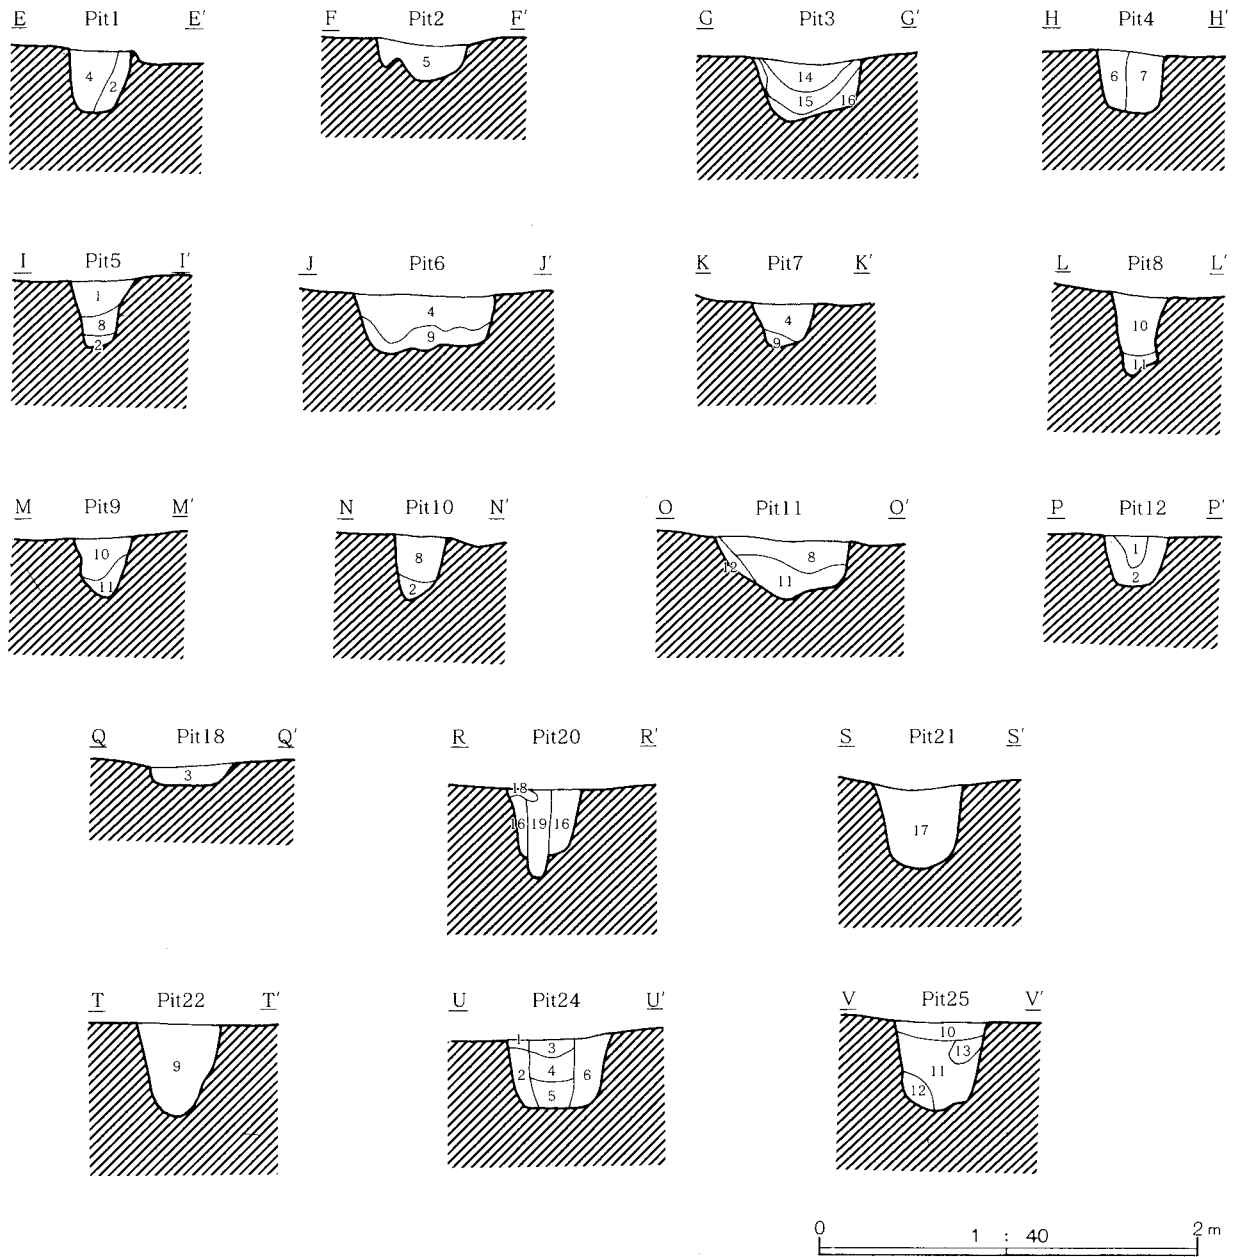 E Pit1 E′ F Pit2 F′ G Pit3 G′ H Pit4 H′
4 2 5 14 15 16 6 7
I Pit5 I′ J Pit6 J′ K Pit7 K′ L Pit8 L′
1 8 2 4 9 4 9 10 11
M Pit9 M′ N Pit10 N′ O Pit11 O′ P Pit12 P′
10 11 8 2 12 11 8 1 2
Q Pit18 Q′ R Pit20 R′ S Pit21 S′
3 18 16 19 16 17
T Pit22 T′ U Pit24 U′ V Pit25 V′
9 1 2 3 4 5 6 10 13 11 12
0 1 : 40 2 m